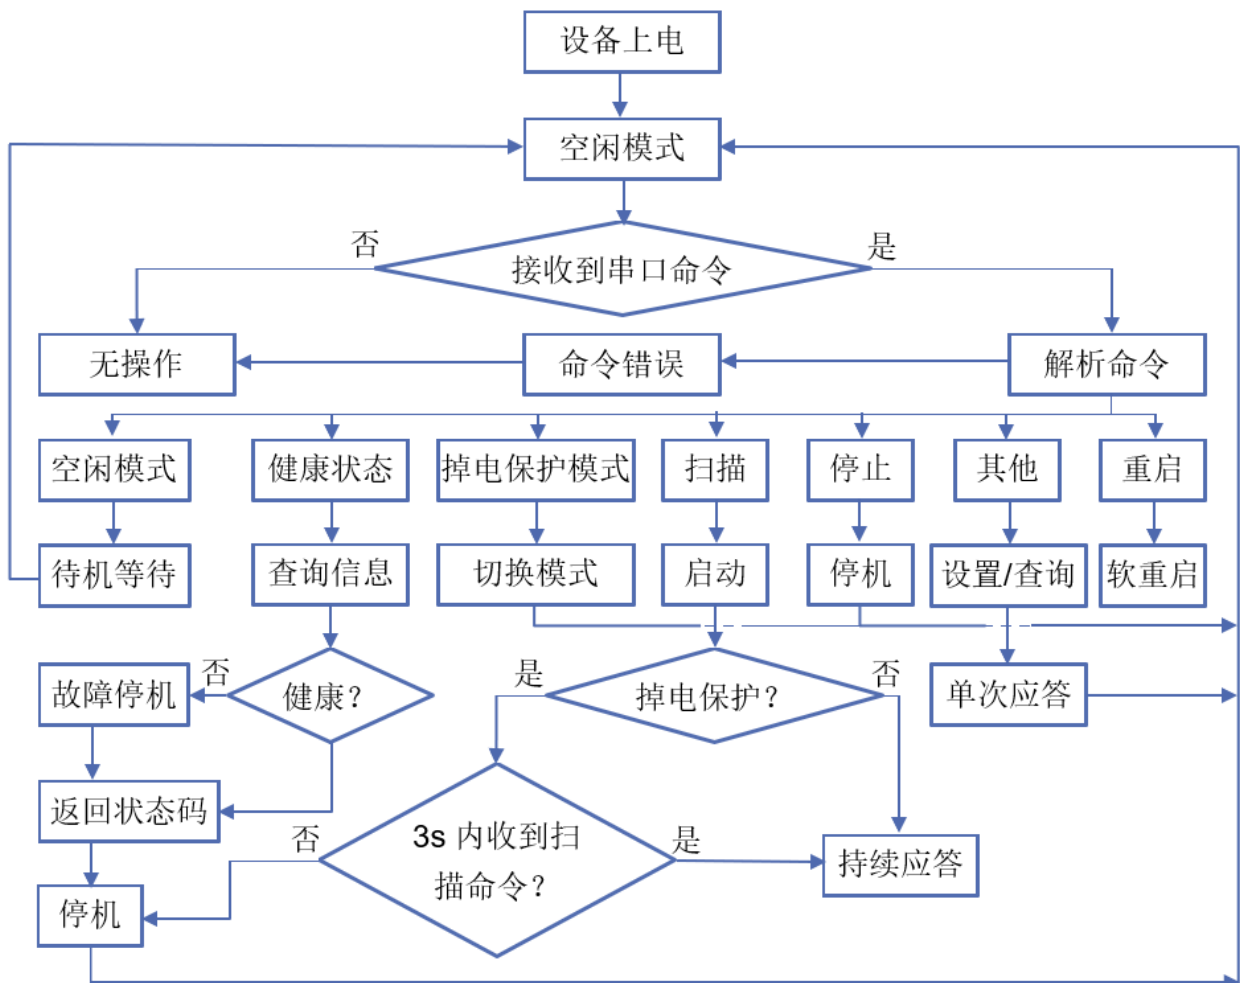 设备上电
空闲模式
否
是
接收到串口命令
无操作
命令错误
解析命令
空闲模式
健康状态
掉电保护模式
扫描
停止
其他
重启
待机等待
查询信息
切换模式
启动
停机
设置/查询
软重启
否
是
否
故障停机
健康?
掉电保护?
单次应答
返回状态码
否
3s 内收到扫
描命令?
是
持续应答
停机